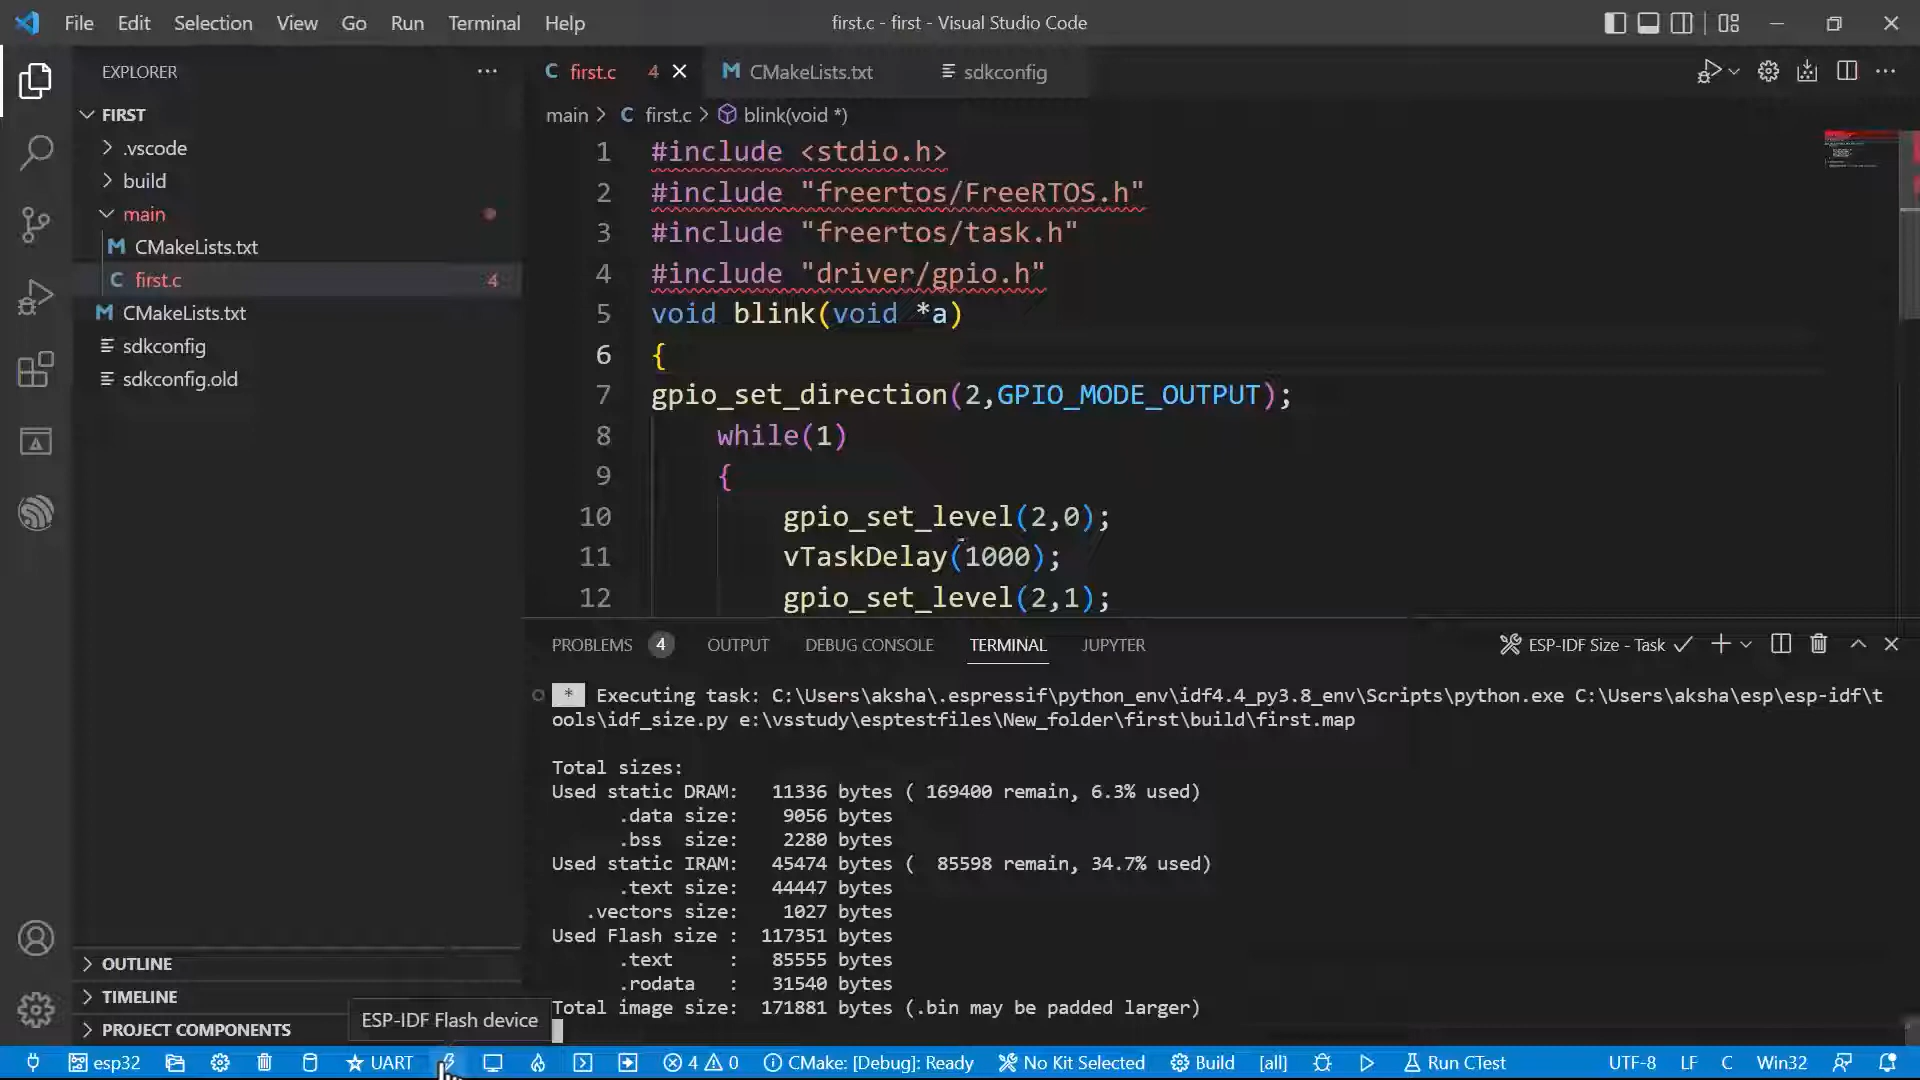 File Edit Selection View Go Run Terminal Help first.c - first - Visual Studio Code
EXPLORER
FIRST
.vscode
build
main
M CMakeLists.txt
C first.c 4
M CMakeLists.txt
sdkconfig
sdkconfig.old
OUTLINE
TIMELINE
PROJECT COMPONENTS
ESP-IDF Flash device
C first.c 4 M CMakeLists.txt sdkconfig
main > C first.c > blink(void *)
1 #include <stdio.h>
2 #include "freertos/FreeRTOS.h"
3 #include "freertos/task.h"
4 #include "driver/gpio.h"
5 void blink(void *a)
6 {
7 gpio_set_direction(2,GPIO_MODE_OUTPUT);
8 while(1)
9 {
10 gpio_set_level(2,0);
11 vTaskDelay(1000);
12 gpio_set_level(2,1);
PROBLEMS 4 OUTPUT DEBUG CONSOLE TERMINAL JUPYTER ESP-IDF Size - Task
* Executing task: C:\Users\aksha\.espressif\python_env\idf4.4_py3.8_env\Scripts\python.exe C:\Users\aksha\esp\esp-idf\t
ools\idf_size.py e:\vsstudy\esptestfiles\New_folder\first\build\first.map
Total sizes:
Used static DRAM: 11336 bytes ( 169400 remain, 6.3% used)
.data size: 9056 bytes
.bss size: 2280 bytes
Used static IRAM: 45474 bytes ( 85598 remain, 34.7% used)
.text size: 44447 bytes
.vectors size: 1027 bytes
Used Flash size : 117351 bytes
.text : 85555 bytes
.rodata : 31540 bytes
Total image size: 171881 bytes (.bin may be padded larger)
esp32 UART 4 0 CMake: [Debug]: Ready No Kit Selected Build [all] Run CTest UTF-8 LF C Win32